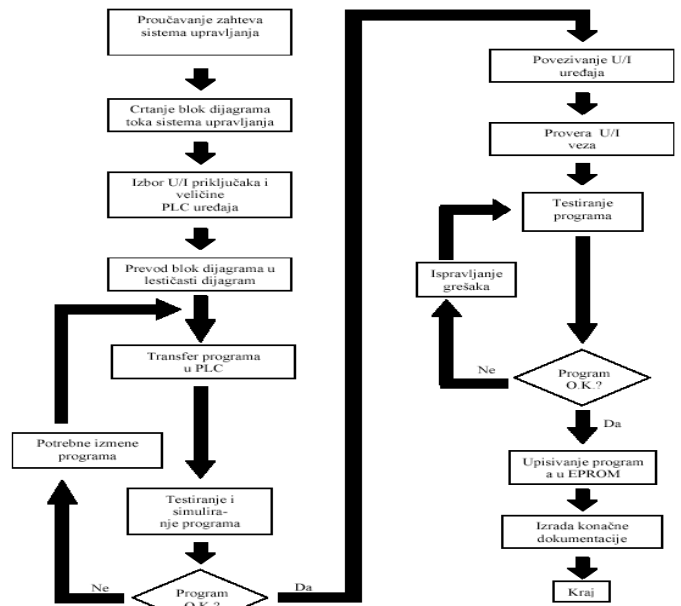 Proučavanje zahteva
sistema upravljanja
Crtanje blok dijagrama
toka sistema upravljanja
Izbor U/I priključaka i
veličine
PLC uređaja
Prevod blok dijagrama u
lestičasti dijagram
Transfer programa
u PLC
Potrebne izmene
programa
Testiranje i
simulira-
nje programa
Ne
Program
O.K.?
Da
Povezivanje U/I
uređaja
Provera U/I
veza
Testiranje
programa
Ispravljanje
grešaka
Ne
Program
O.K.?
Da
Upisivanje program
a u EPROM
Izrada konačne
dokumentacije
Kraj